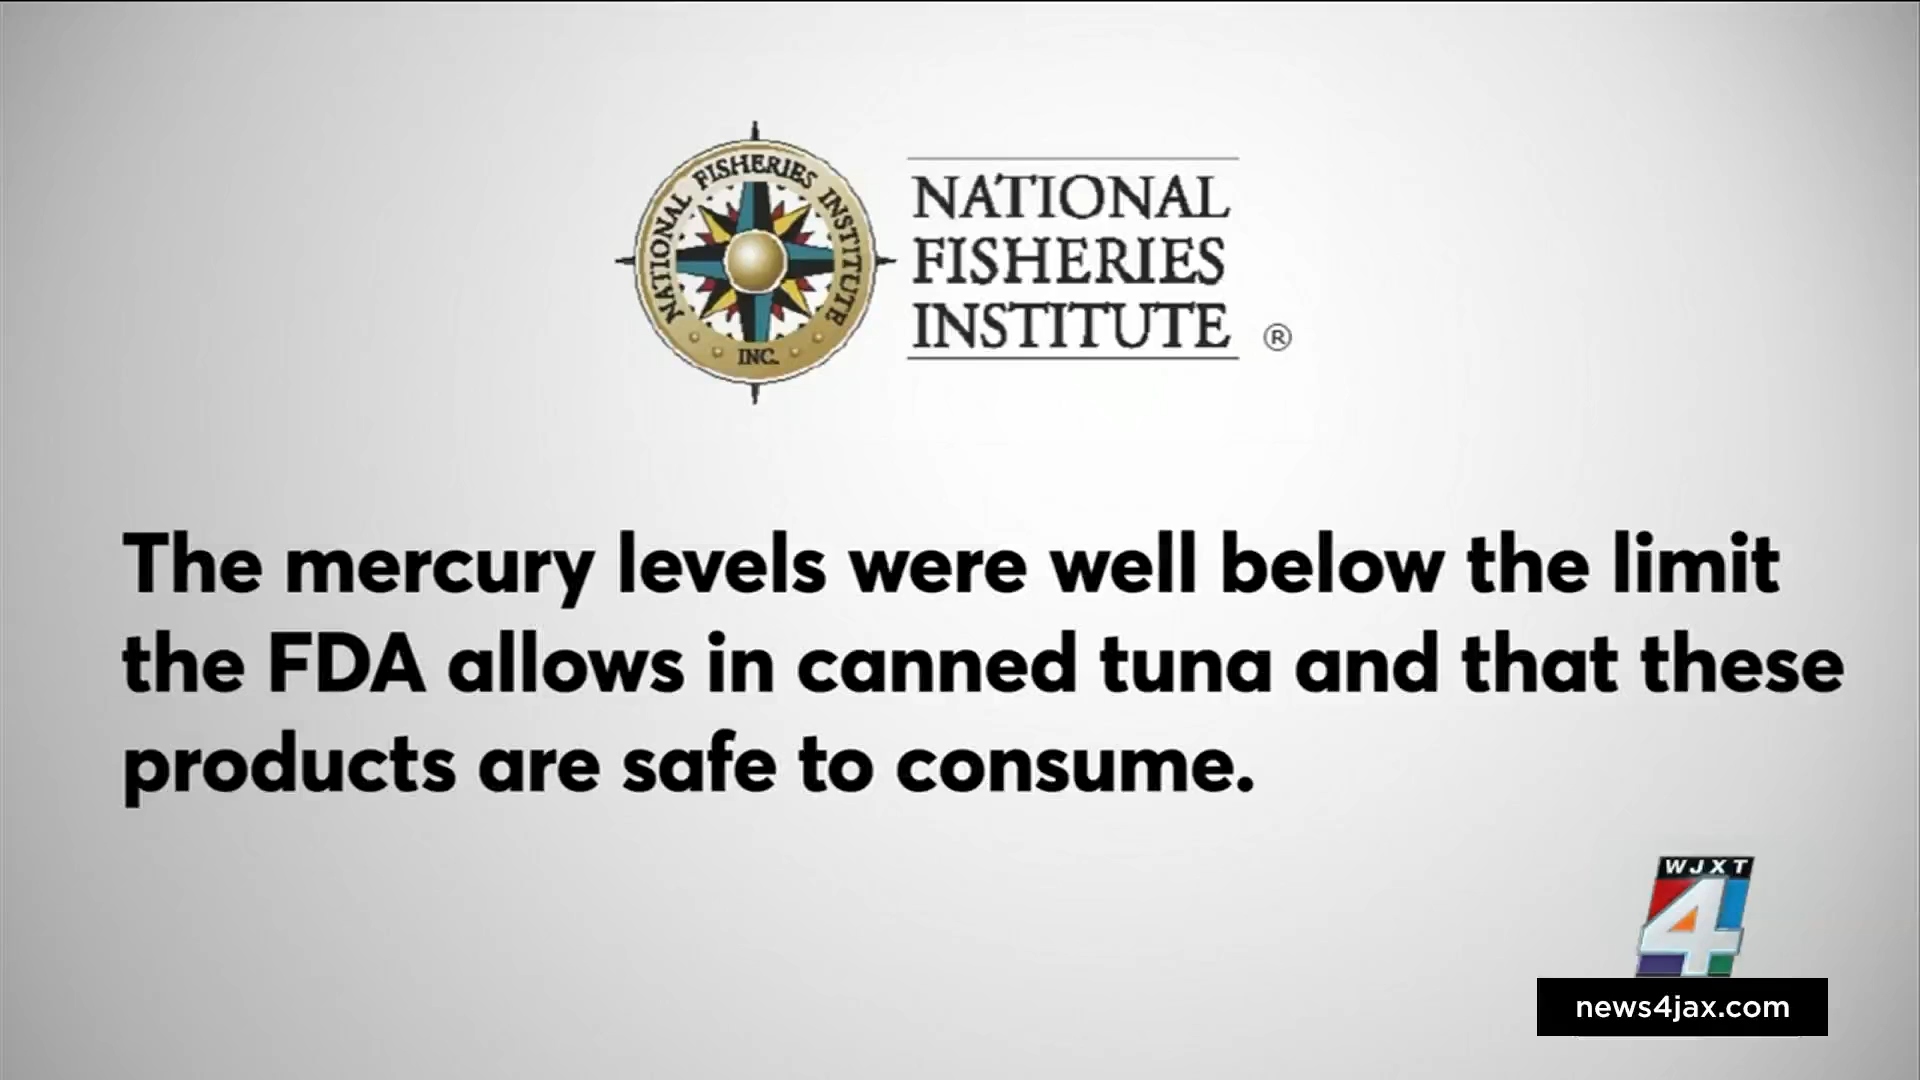 NATIONAL FISHERIES INSTITUTE
INC.
NATIONAL
FISHERIES
INSTITUTE ®
The mercury levels were well below the limit
the FDA allows in canned tuna and that these
products are safe to consume.
WJXT
4
news4jax.com